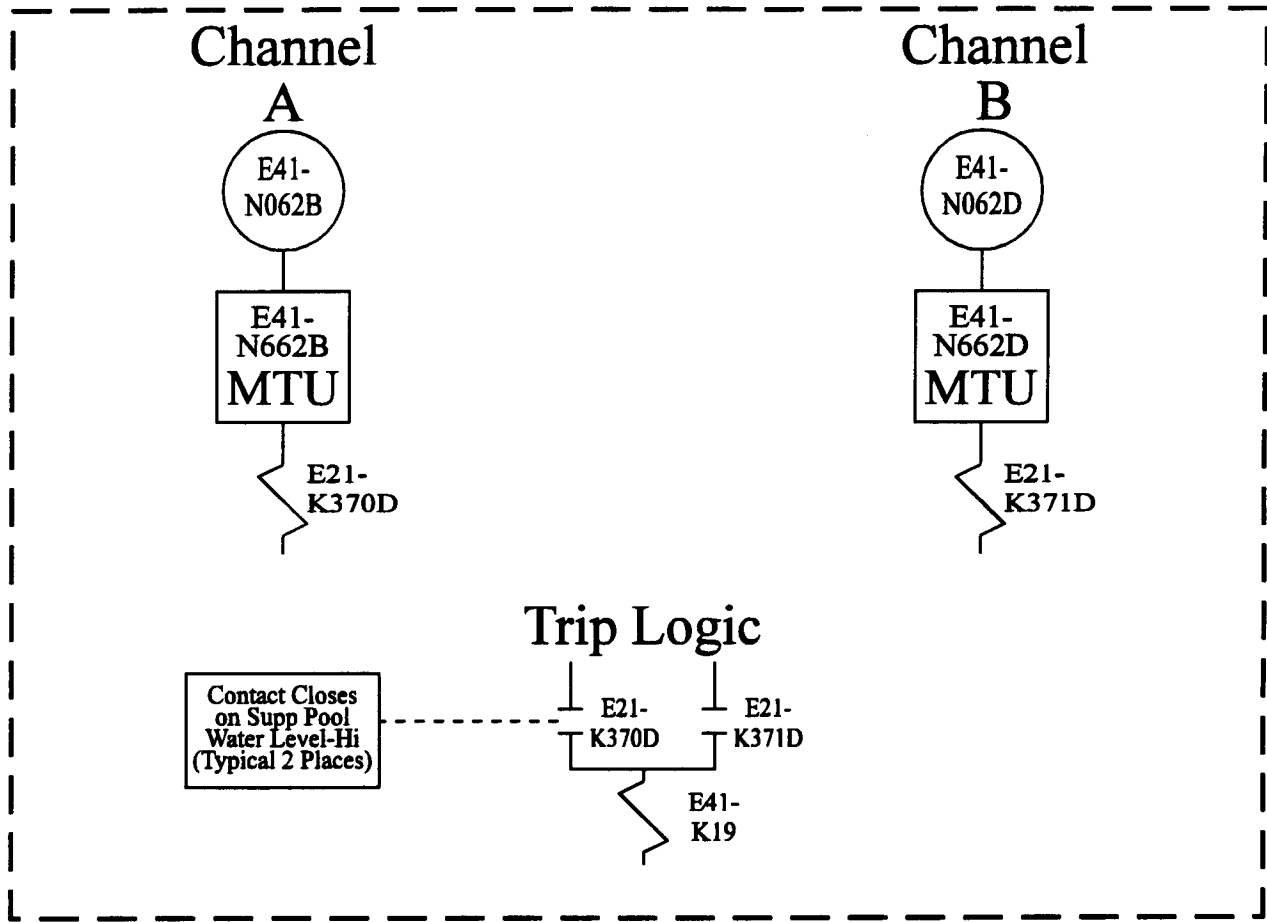 Channel
A
E41-
N062B
E41-
N662B
MTU
E21-
K370D
Channel
B
E41-
N062D
E41-
N662D
MTU
E21-
K371D
Trip Logic
Contact Closes
on Supp Pool
Water Level-Hi
(Typical 2 Places)
E21-
K370D
E21-
K371D
E41-
K19